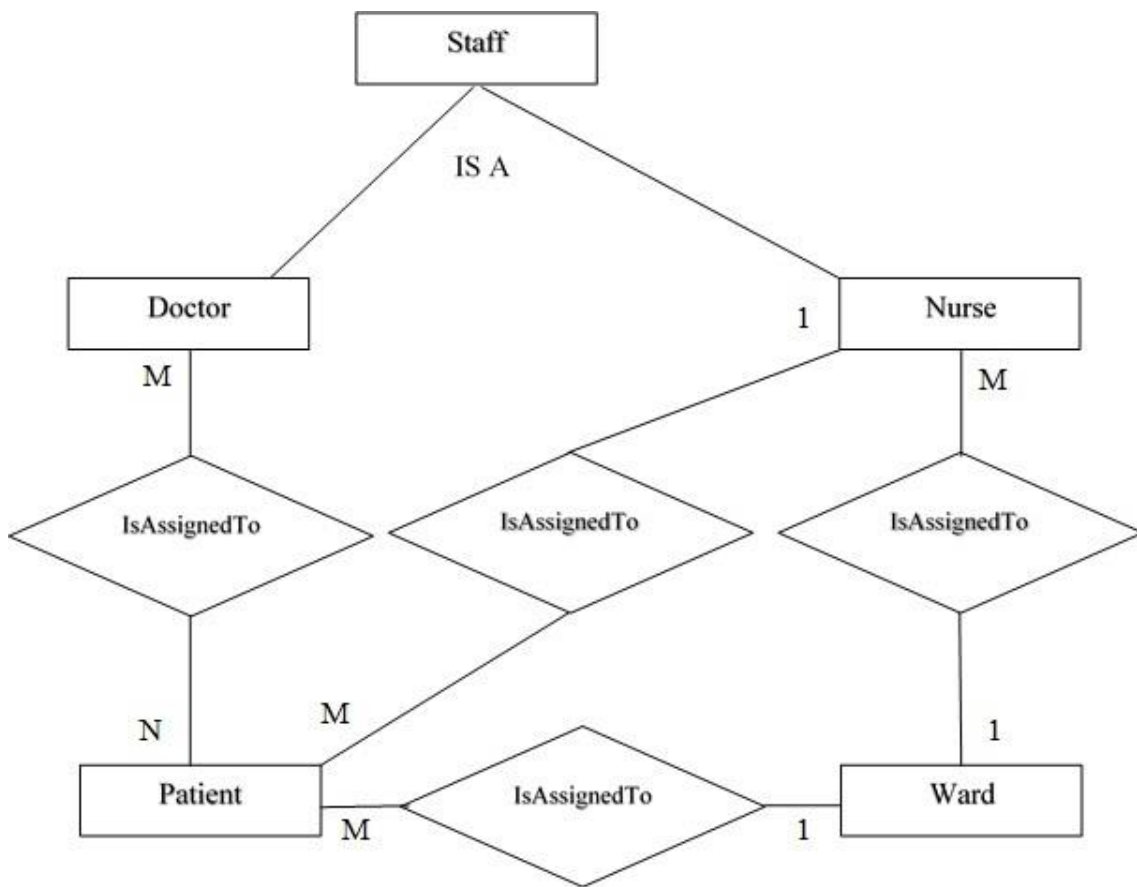 Staff
IS A
Doctor
1
Nurse
M
M
IsAssignedTo
IsAssignedTo
IsAssignedTo
N
M
1
Patient
IsAssignedTo
Ward
M
1